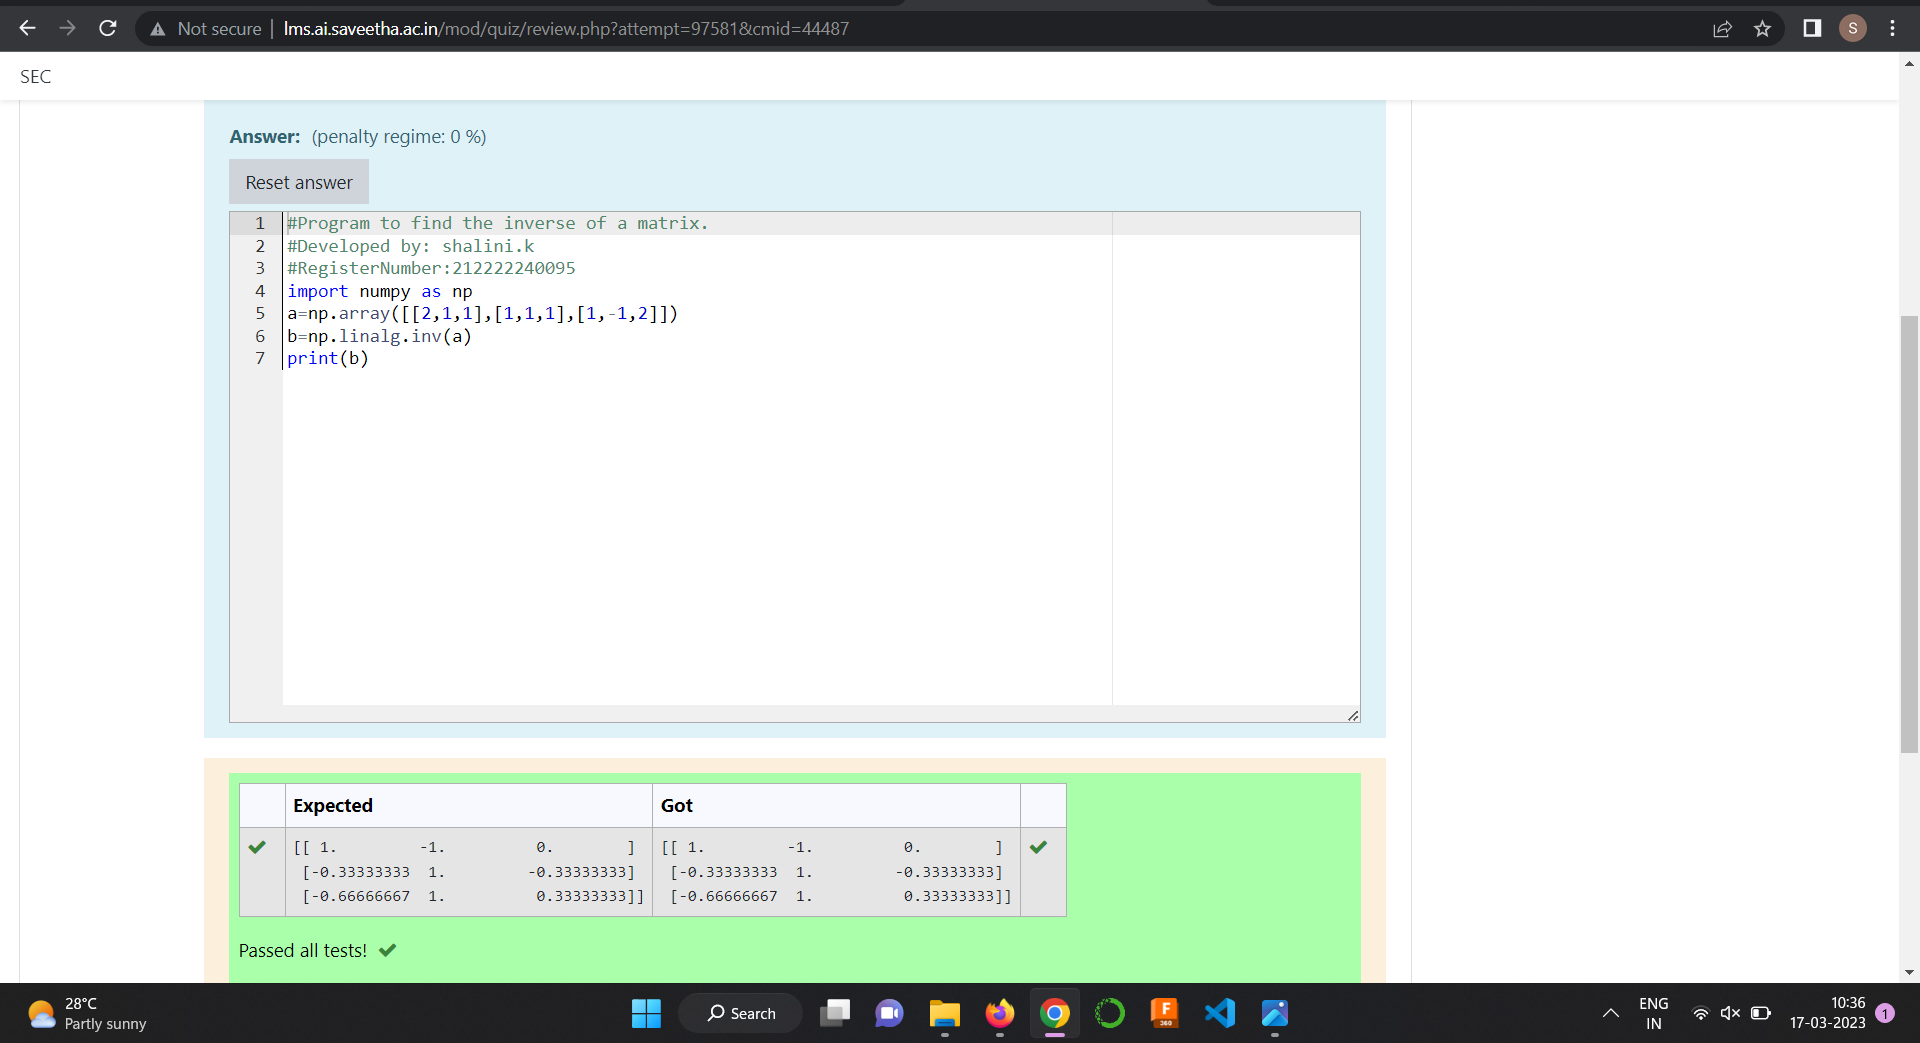 Not secure | lms.ai.saveetha.ac.in/mod/quiz/review.php?attempt=97581&cmid=44487
S
SEC
Answer: (penalty regime: 0 %)
Reset answer
1 #Program to find the inverse of a matrix.
2 #Developed by: shalini.k
3 #RegisterNumber:212222240095
4 import numpy as np
5 a=np.array([[2,1,1],[1,1,1],[1,-1,2]])
6 b=np.linalg.inv(a)
7 print(b)
Expected Got
[[ 1. -1. 0. ] [[ 1. -1. 0. ]
[-0.33333333 1. -0.33333333] [-0.33333333 1. -0.33333333]
[-0.66666667 1. 0.33333333]] [-0.66666667 1. 0.33333333]]
Passed all tests!
28°C
Partly sunny
Search
F
360
ENG
IN
10:36
17-03-2023
1